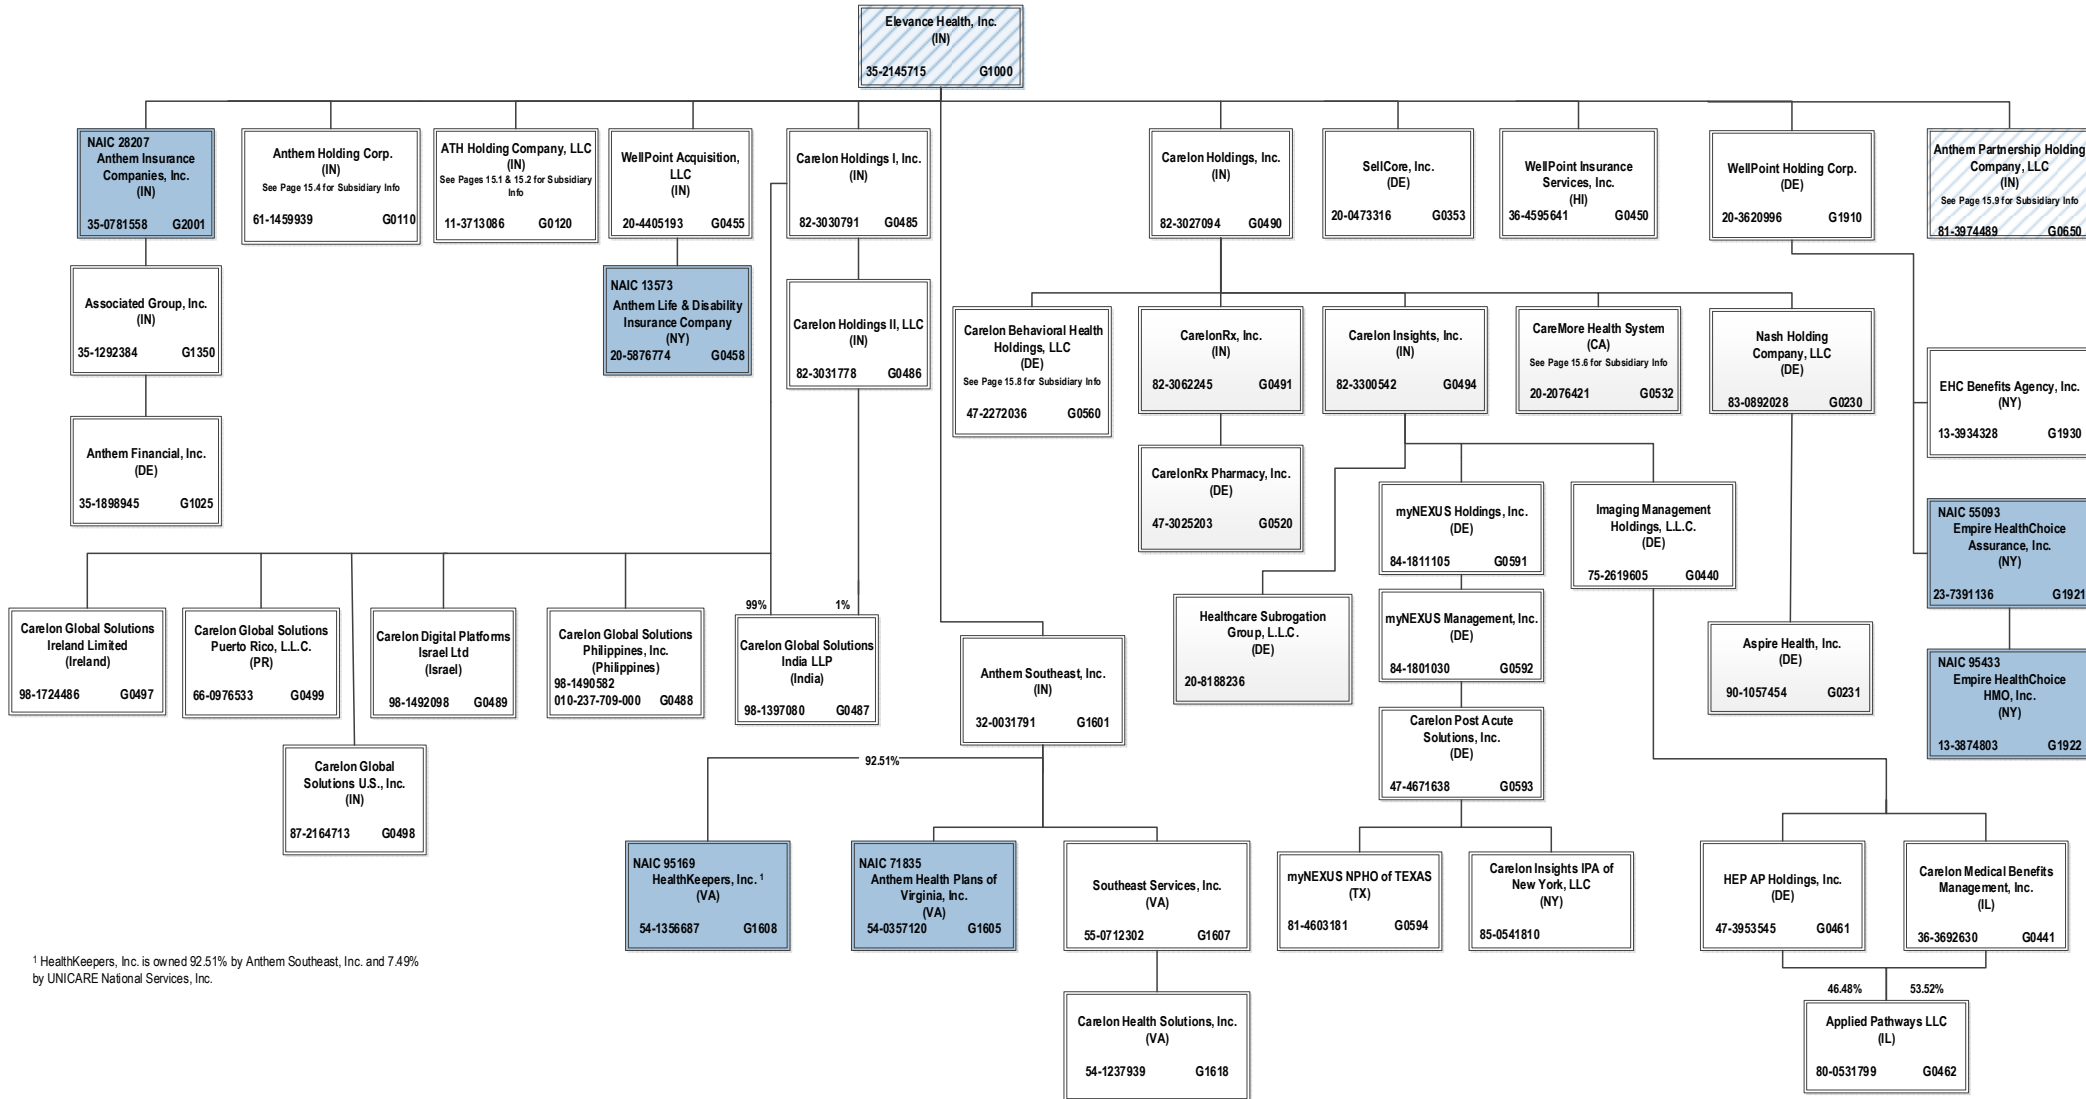 Elevance Health, Inc.
(IN)
35-2145715 G1000
NAIC 28207
Anthem Insurance
Companies, Inc.
(IN)
35-0781558 G2001
Anthem Holding Corp.
(IN)
See Page 15.4 for Subsidiary Info
61-1459939 G0110
ATH Holding Company, LLC
(IN)
See Pages 15.1 & 15.2 for Subsidiary
Info
11-3713086 G0120
WellPoint Acquisition,
LLC
(IN)
20-4405193 G0455
Carelon Holdings I, Inc.
(IN)
82-3030791 G0485
Carelon Holdings, Inc.
(IN)
82-3027094 G0490
SellCore, Inc.
(DE)
20-0473316 G0353
WellPoint Insurance
Services, Inc.
(HI)
36-4595641 G0450
WellPoint Holding Corp.
(DE)
20-3620996 G1910
Anthem Partnership Holding
Company, LLC
(IN)
See Page 15.9 for Subsidiary Info
81-3974489 G0650
Associated Group, Inc.
(IN)
35-1292384 G1350
NAIC 13573
Anthem Life & Disability
Insurance Company
(NY)
20-5876774 G0458
Carelon Holdings II, LLC
(IN)
82-3031778 G0486
Carelon Behavioral Health
Holdings, LLC
(DE)
See Page 15.8 for Subsidiary Info
47-2272036 G0560
CarelonRx, Inc.
(IN)
82-3062245 G0491
Carelon Insights, Inc.
(IN)
82-3300542 G0494
CareMore Health System
(CA)
See Page 15.6 for Subsidiary Info
20-2076421 G0532
Nash Holding
Company, LLC
(DE)
83-0892028 G0230
EHC Benefits Agency, Inc.
(NY)
13-3934328 G1930
Anthem Financial, Inc.
(DE)
35-1898945 G1025
CarelonRx Pharmacy, Inc.
(DE)
47-3025203 G0520
myNEXUS Holdings, Inc.
(DE)
84-1811105 G0591
Imaging Management
Holdings, L.L.C.
(DE)
75-2619605 G0440
NAIC 55093
Empire HealthChoice
Assurance, Inc.
(NY)
23-7391136 G1921
99% 1%
Carelon Global Solutions
Ireland Limited
(Ireland)
98-1724486 G0497
Carelon Global Solutions
Puerto Rico, L.L.C.
(PR)
66-0976533 G0499
Carelon Digital Platforms
Israel Ltd
(Israel)
98-1492098 G0489
Carelon Global Solutions
Philippines, Inc.
(Philippines)
98-1490582
010-237-709-000 G0488
Carelon Global Solutions
India LLP
(India)
98-1397080 G0487
Anthem Southeast, Inc.
(IN)
32-0031791 G1601
Healthcare Subrogation
Group, L.L.C.
(DE)
20-8188236
myNEXUS Management, Inc.
(DE)
84-1801030 G0592
Aspire Health, Inc.
(DE)
90-1057454 G0231
NAIC 95433
Empire HealthChoice
HMO, Inc.
(NY)
13-3874803 G1922
Carelon Global
Solutions U.S., Inc.
(IN)
87-2164713 G0498
92.51%
Carelon Post Acute
Solutions, Inc.
(DE)
47-4671638 G0593
NAIC 95169
HealthKeepers, Inc. 1
(VA)
54-1356687 G1608
NAIC 71835
Anthem Health Plans of
Virginia, Inc.
(VA)
54-0357120 G1605
Southeast Services, Inc.
(VA)
55-0712302 G1607
myNEXUS NPHO of TEXAS
(TX)
81-4603181 G0594
Carelon Insights IPA of
New York, LLC
(NY)
85-0541810
HEP AP Holdings, Inc.
(DE)
47-3953545 G0461
Carelon Medical Benefits
Management, Inc.
(IL)
36-3692630 G0441
1 HealthKeepers, Inc. is owned 92.51% by Anthem Southeast, Inc. and 7.49%
by UNICARE National Services, Inc.
46.48% 53.52%
Carelon Health Solutions, Inc.
(VA)
54-1237939 G1618
Applied Pathways LLC
(IL)
80-0531799 G0462